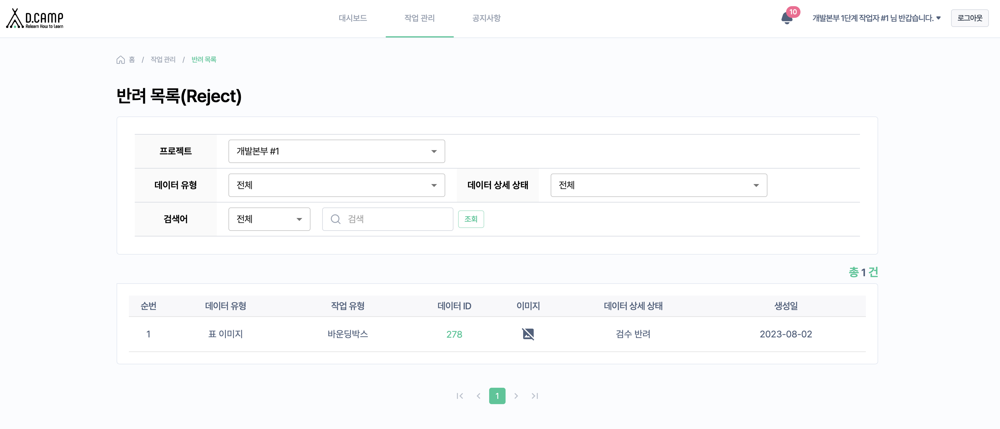 D.CAMP
Relearn How to Learn
대시보드 작업 관리 공지사항
10
개발본부 1단계 작업자 #1 님 반갑습니다.
로그아웃
홈 / 작업 관리 / 반려 목록
반려 목록(Reject)
프로젝트 개발본부 #1
데이터 유형 전체 데이터 상세 상태 전체
검색어 전체 검색 조회
총 1 건
순번 데이터 유형 작업 유형 데이터 ID 이미지 데이터 상세 상태 생성일
1 표 이미지 바운딩박스 278 검수 반려 2023-08-02
1